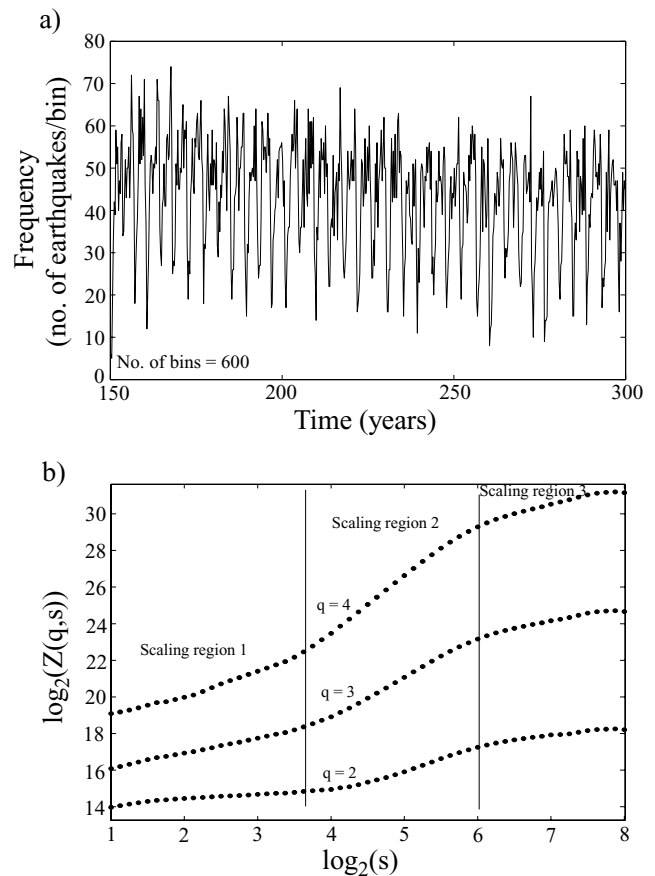 a)
80
70
60
50
40
30
20
10
0
Frequency
(no. of earthquakes/bin)
No. of bins = 600
150
200
250
300
Time (years)
b)
30
28
26
24
22
20
18
16
14
log2(Z(q,s))
Scaling region 1
Scaling region 2
Scaling region 3
q = 4
q = 3
q = 2
1
2
3
4
5
6
7
8
log2(s)